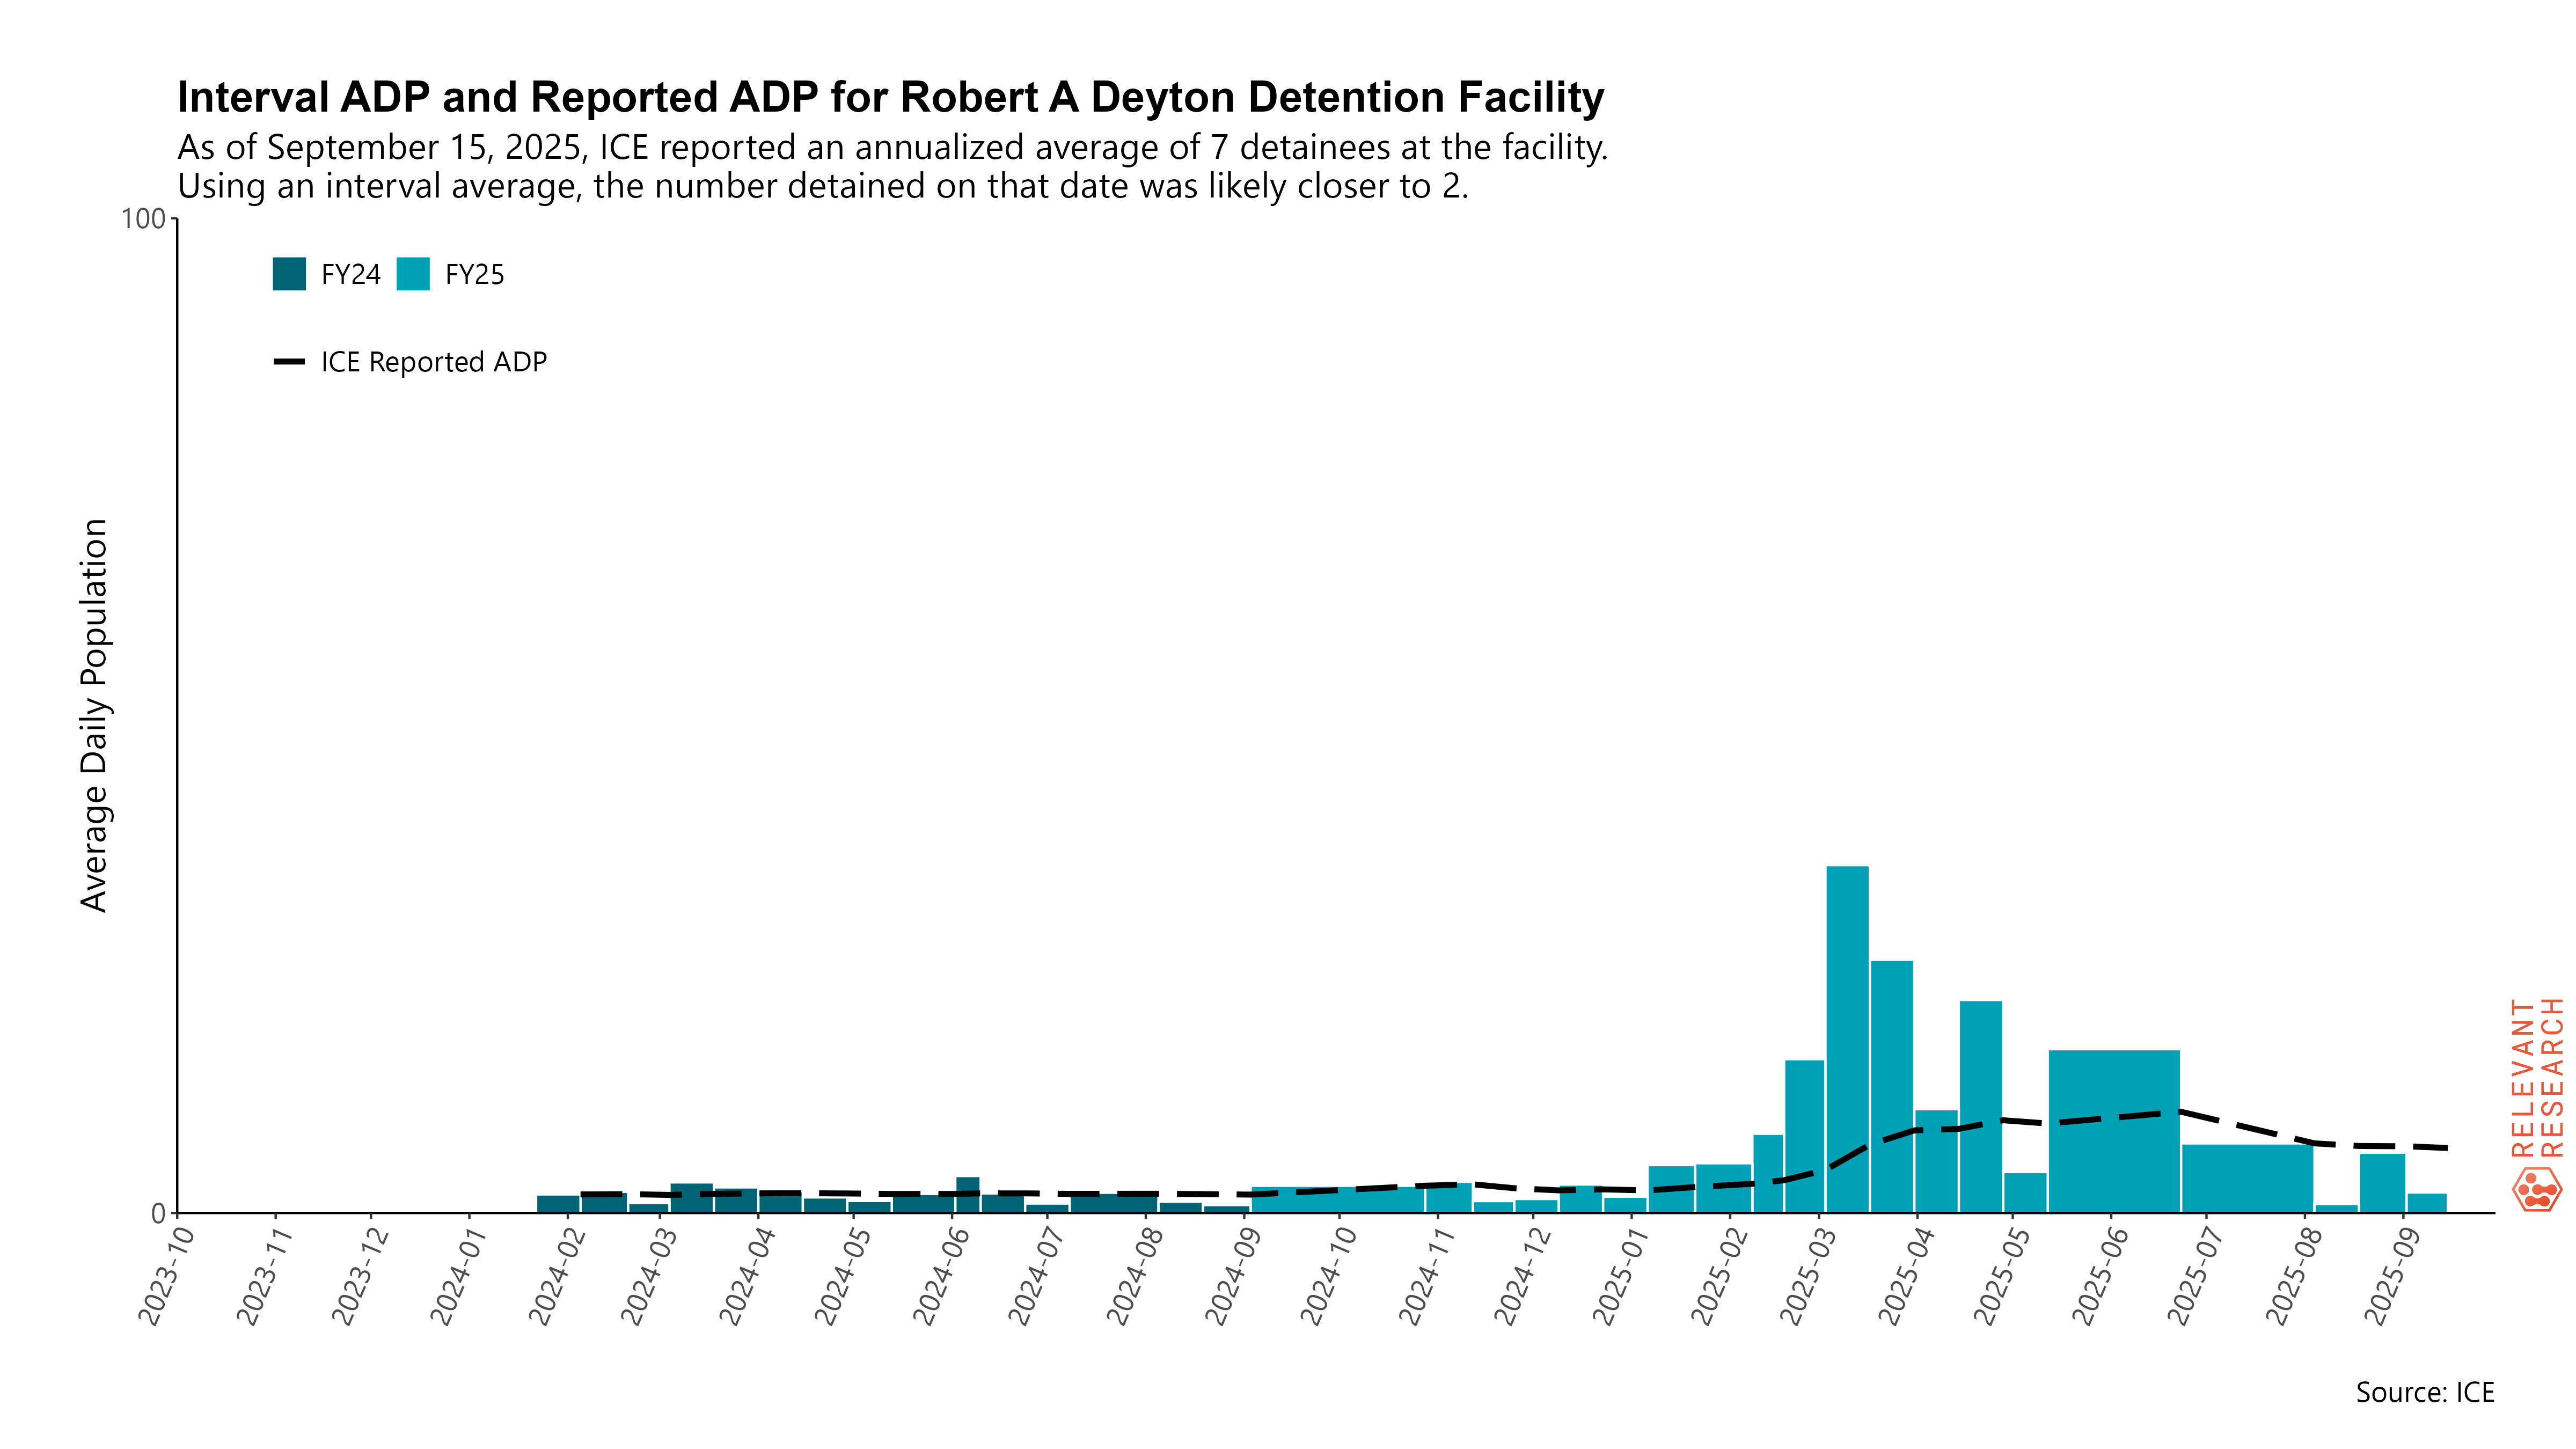 Interval ADP and Reported ADP for Robert A Deyton Detention Facility
As of September 15, 2025, ICE reported an annualized average of 7 detainees at the facility.
Using an interval average, the number detained on that date was likely closer to 2.
100
FY24 FY25
ICE Reported ADP
Average Daily Population
0
2023-10 2023-11 2023-12 2024-01 2024-02 2024-03 2024-04 2024-05 2024-06 2024-07 2024-08 2024-09 2024-10 2024-11 2024-12 2025-01 2025-02 2025-03 2025-04 2025-05 2025-06 2025-07 2025-08 2025-09
RELEVANT
RESEARCH
Source: ICE